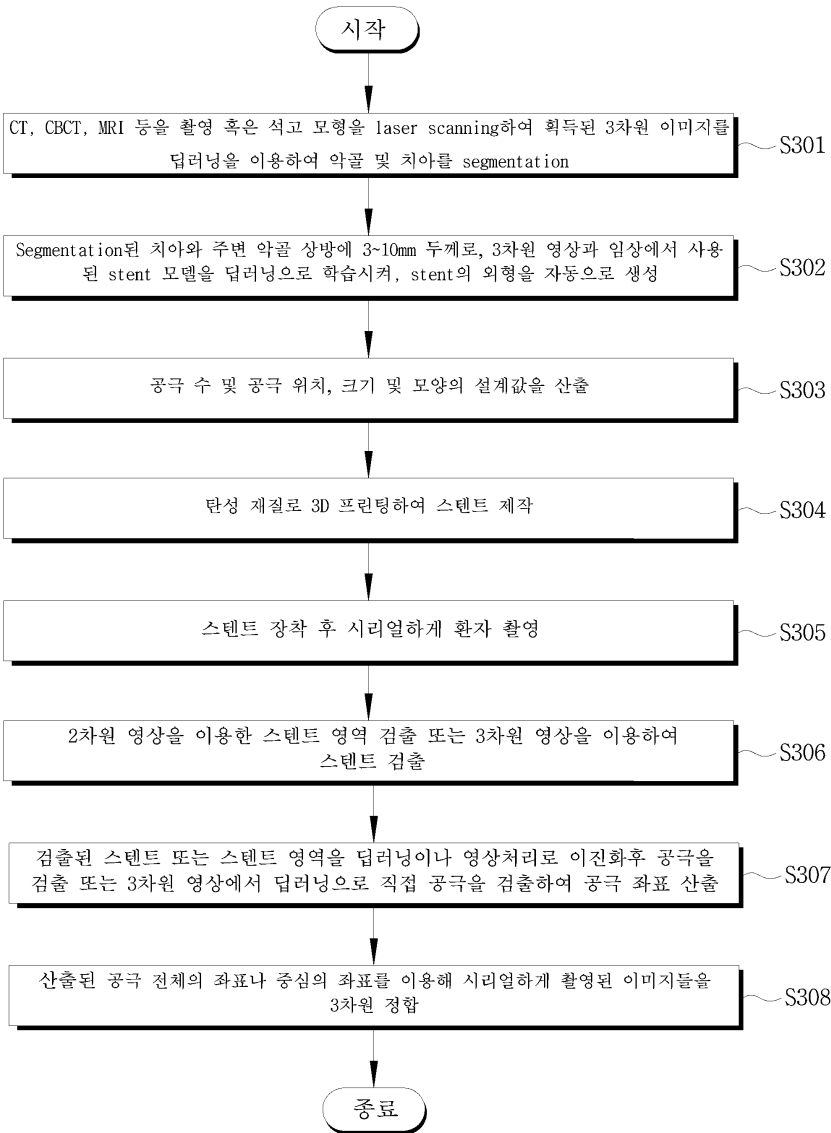 시작
CT, CBCT, MRI 등을 촬영 혹은 석고 모형을 laser scanning하여 획득된 3차원 이미지를
딥러닝을 이용하여 악골 및 치아를 segmentation
S301
Segmentation된 치아와 주변 악골 상방에 3~10mm 두께로, 3차원 영상과 임상에서 사용
된 stent 모델을 딥러닝으로 학습시켜, stent의 외형을 자동으로 생성
S302
공극 수 및 공극 위치, 크기 및 모양의 설계값을 산출
S303
탄성 재질로 3D 프린팅하여 스텐트 제작
S304
스텐트 장착 후 시리얼하게 환자 촬영
S305
2차원 영상을 이용한 스텐트 영역 검출 또는 3차원 영상을 이용하여
스텐트 검출
S306
검출된 스텐트 또는 스텐트 영역을 딥러닝이나 영상처리로 이진화후 공극을
검출 또는 3차원 영상에서 딥러닝으로 직접 공극을 검출하여 공극 좌표 산출
S307
산출된 공극 전체의 좌표나 중심의 좌표를 이용해 시리얼하게 촬영된 이미지들을
3차원 정합
S308
종료